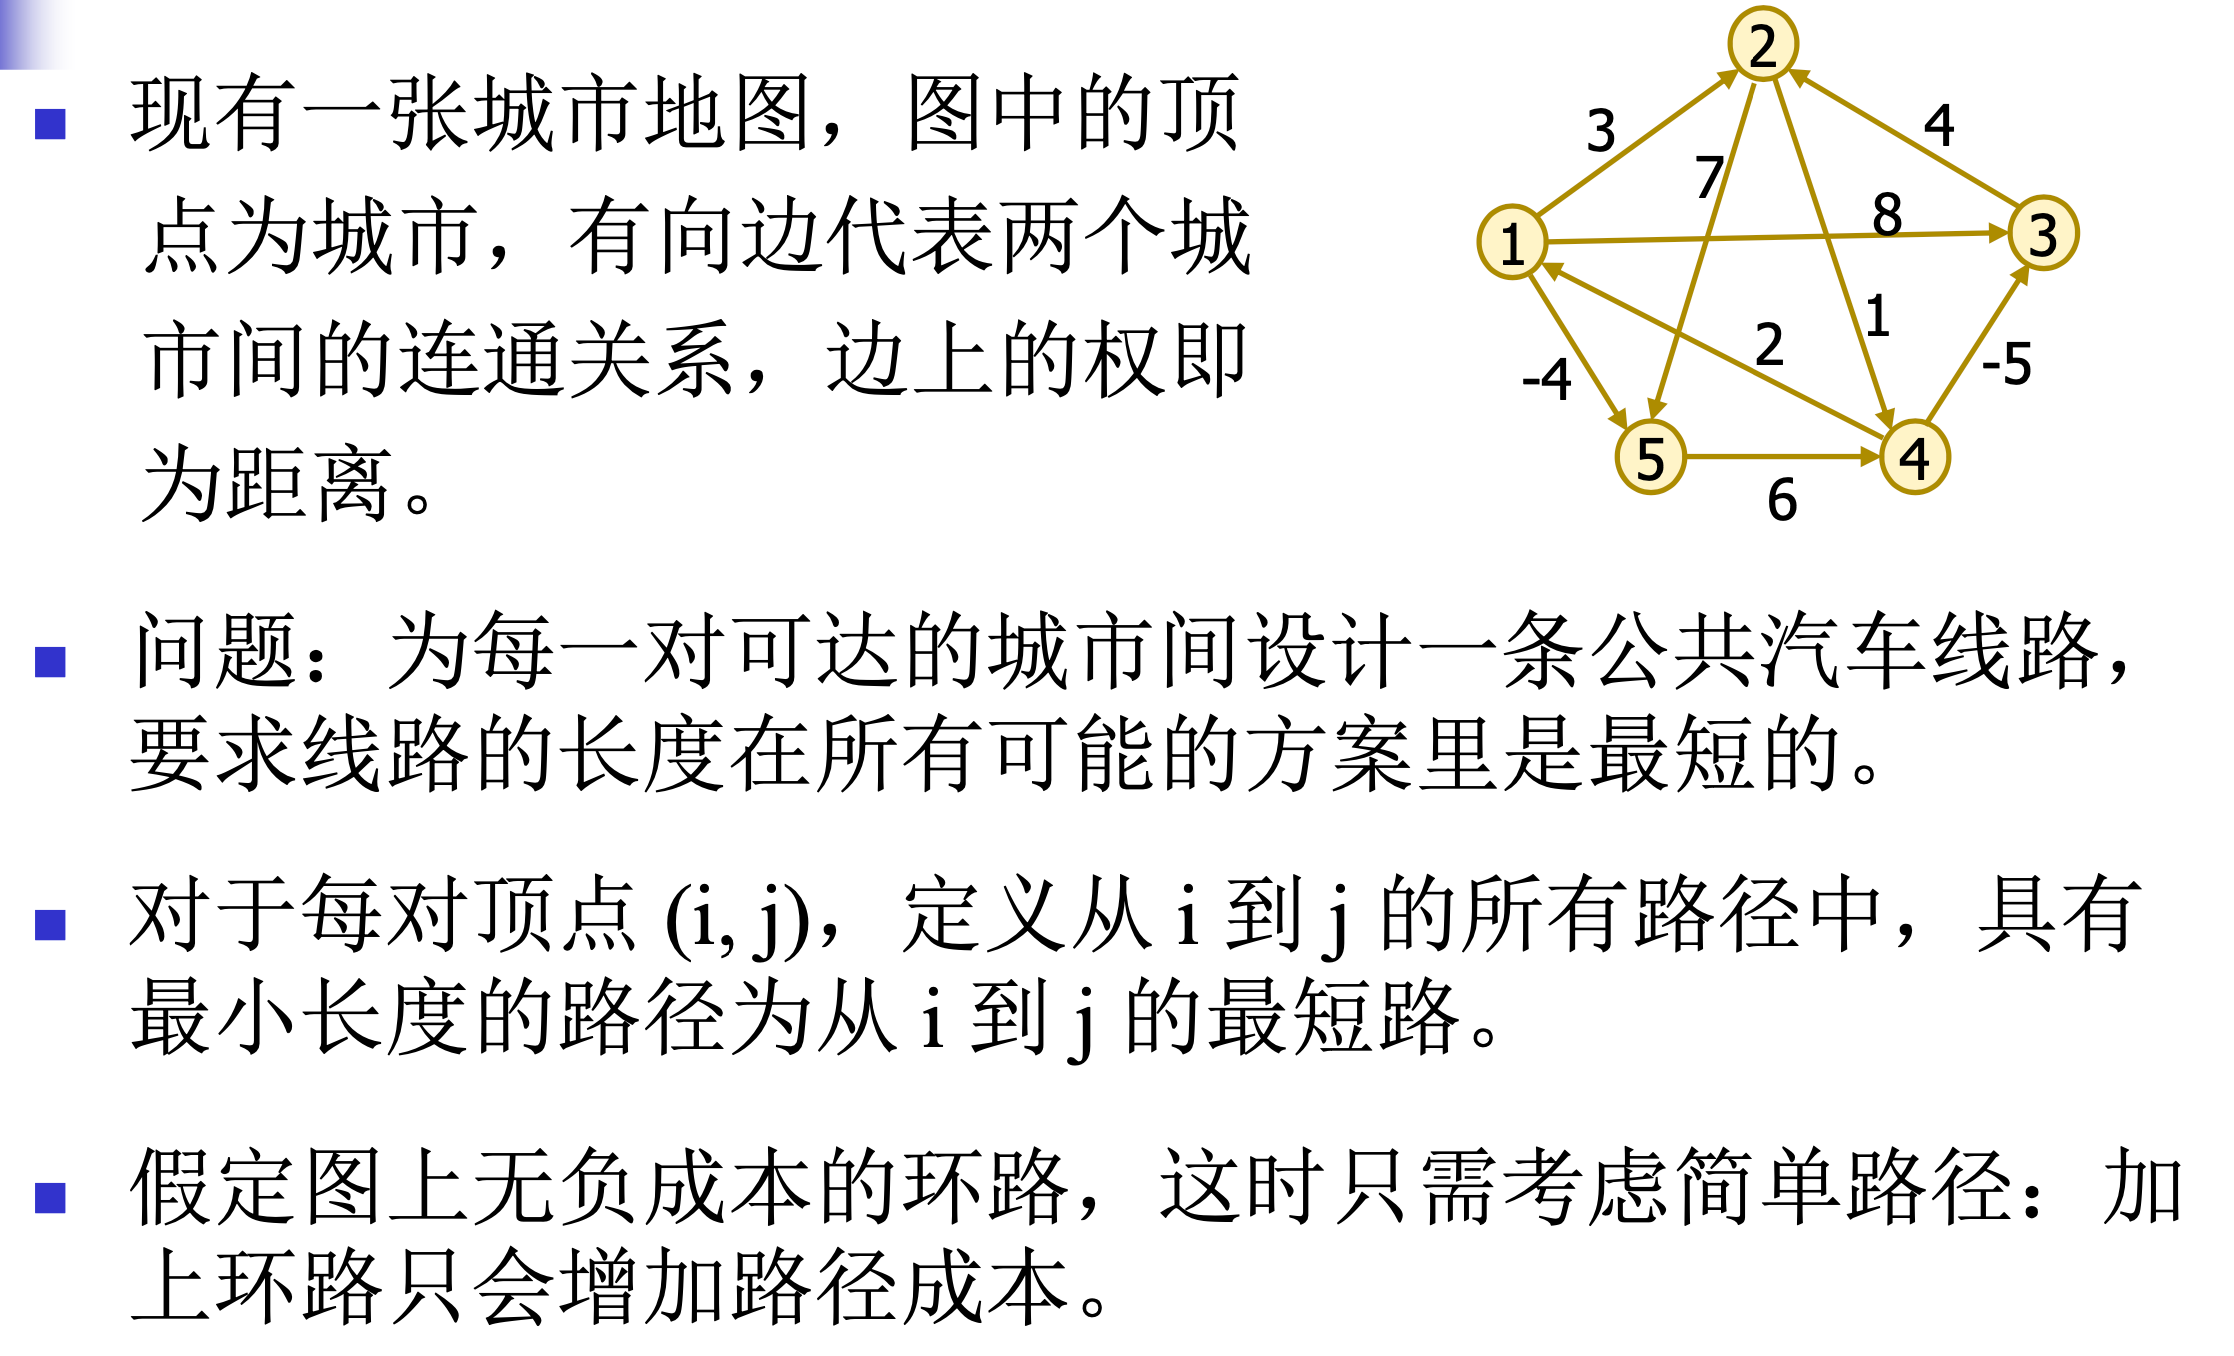 现有一张城市地图，图中的顶
点为城市，有向边代表两个城
市间的连通关系，边上的权即
为距离。
2
3
4
7
8
1
3
1
2
-4
-5
5
4
6
问题：为每一对可达的城市间设计一条公共汽车线路，
要求线路的长度在所有可能的方案里是最短的。
对于每对顶点 (i, j)，定义从 i 到 j 的所有路径中，具有
最小长度的路径为从 i 到 j 的最短路。
假定图上无负成本的环路，这时只需考虑简单路径：加
上环路只会增加路径成本。